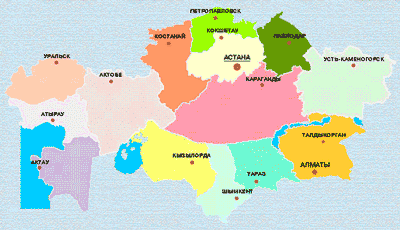 ПЕТРОПАВЛОВСК
КОКШЕТАУ
КОСТАНАЙ
ПАВЛОДАР
АСТАНА
УРАЛЬСК
УСТЬ-КАМЕНОГОРСК
АКТОБЕ
КАРАГАНДЫ
АТЫРАУ
ТАЛДЫКОРГАН
АКТАУ
КЫЗЫЛОРДА
АЛМАТЫ
ТАРАЗ
ШЫМКЕНТ